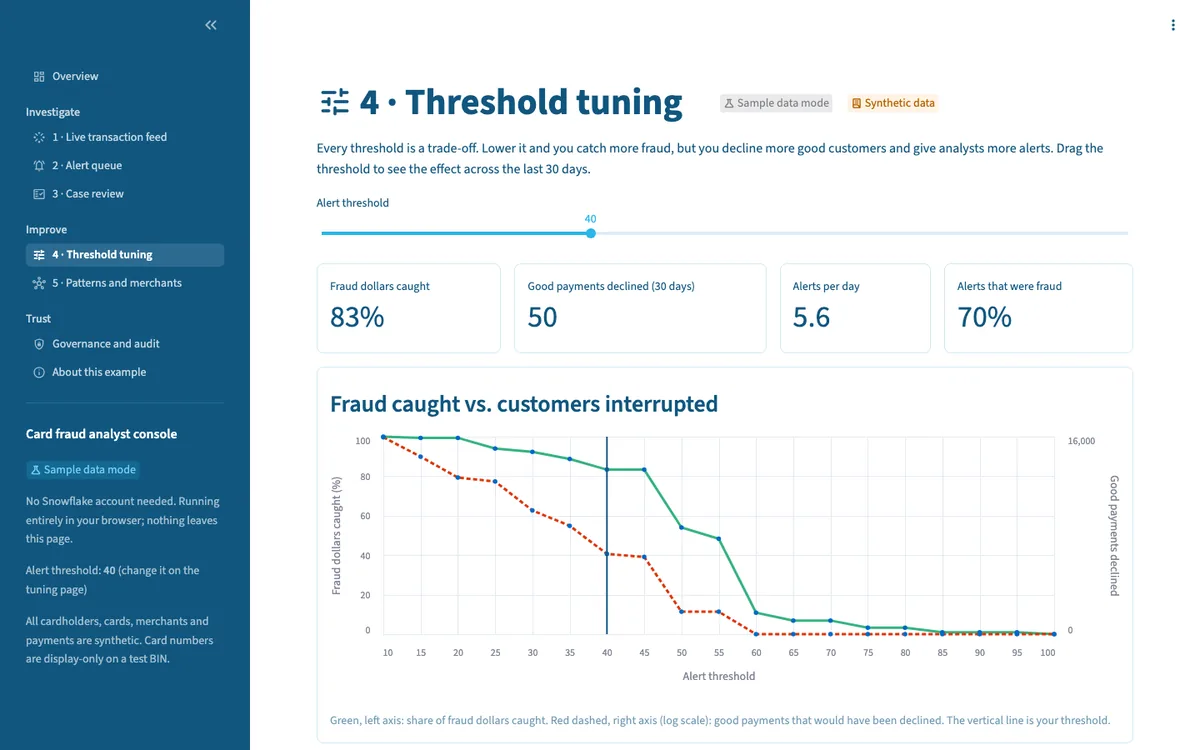 Overview
Investigate
1 · Live transaction feed
2 · Alert queue
3 · Case review
Improve
4 · Threshold tuning
5 · Patterns and merchants
Trust
Governance and audit
About this example
Card fraud analyst console
Sample data mode
No Snowflake account needed. Running
entirely in your browser; nothing leaves
this page.
Alert threshold: 40 (change it on the
tuning page)
All cardholders, cards, merchants and
payments are synthetic. Card numbers
are display-only on a test BIN.
4 · Threshold tuning
Sample data mode
Synthetic data
Every threshold is a trade-off. Lower it and you catch more fraud, but you decline more good customers and give analysts more alerts. Drag the
threshold to see the effect across the last 30 days.
Alert threshold
40
Fraud dollars caught
83%
Good payments declined (30 days)
50
Alerts per day
5.6
Alerts that were fraud
70%
Fraud caught vs. customers interrupted
Fraud dollars caught (%)
100
80
60
40
20
0
16,000
0
Good payments declined
10 15 20 25 30 35 40 45 50 55 60 65 70 75 80 85 90 95 100
Alert threshold
Green, left axis: share of fraud dollars caught. Red dashed, right axis (log scale): good payments that would have been declined. The vertical line is your threshold.